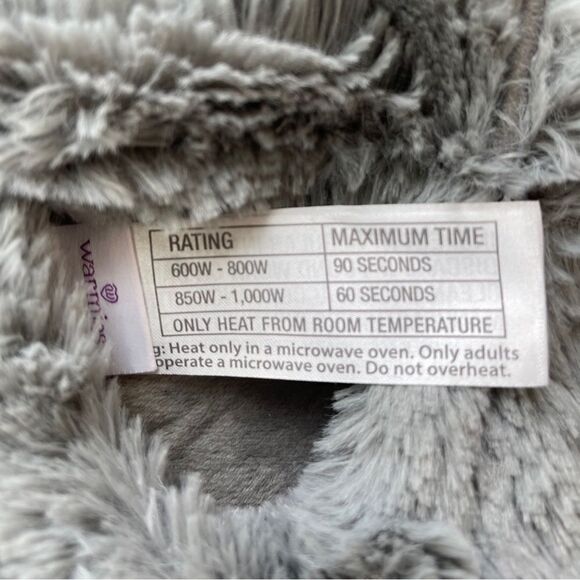 RATING MAXIMUM TIME
600W - 800W 90 SECONDS
850W - 1,000W 60 SECONDS
ONLY HEAT FROM ROOM TEMPERATURE
g: Heat only in a microwave oven. Only adults
operate a microwave oven. Do not overheat.
warmies